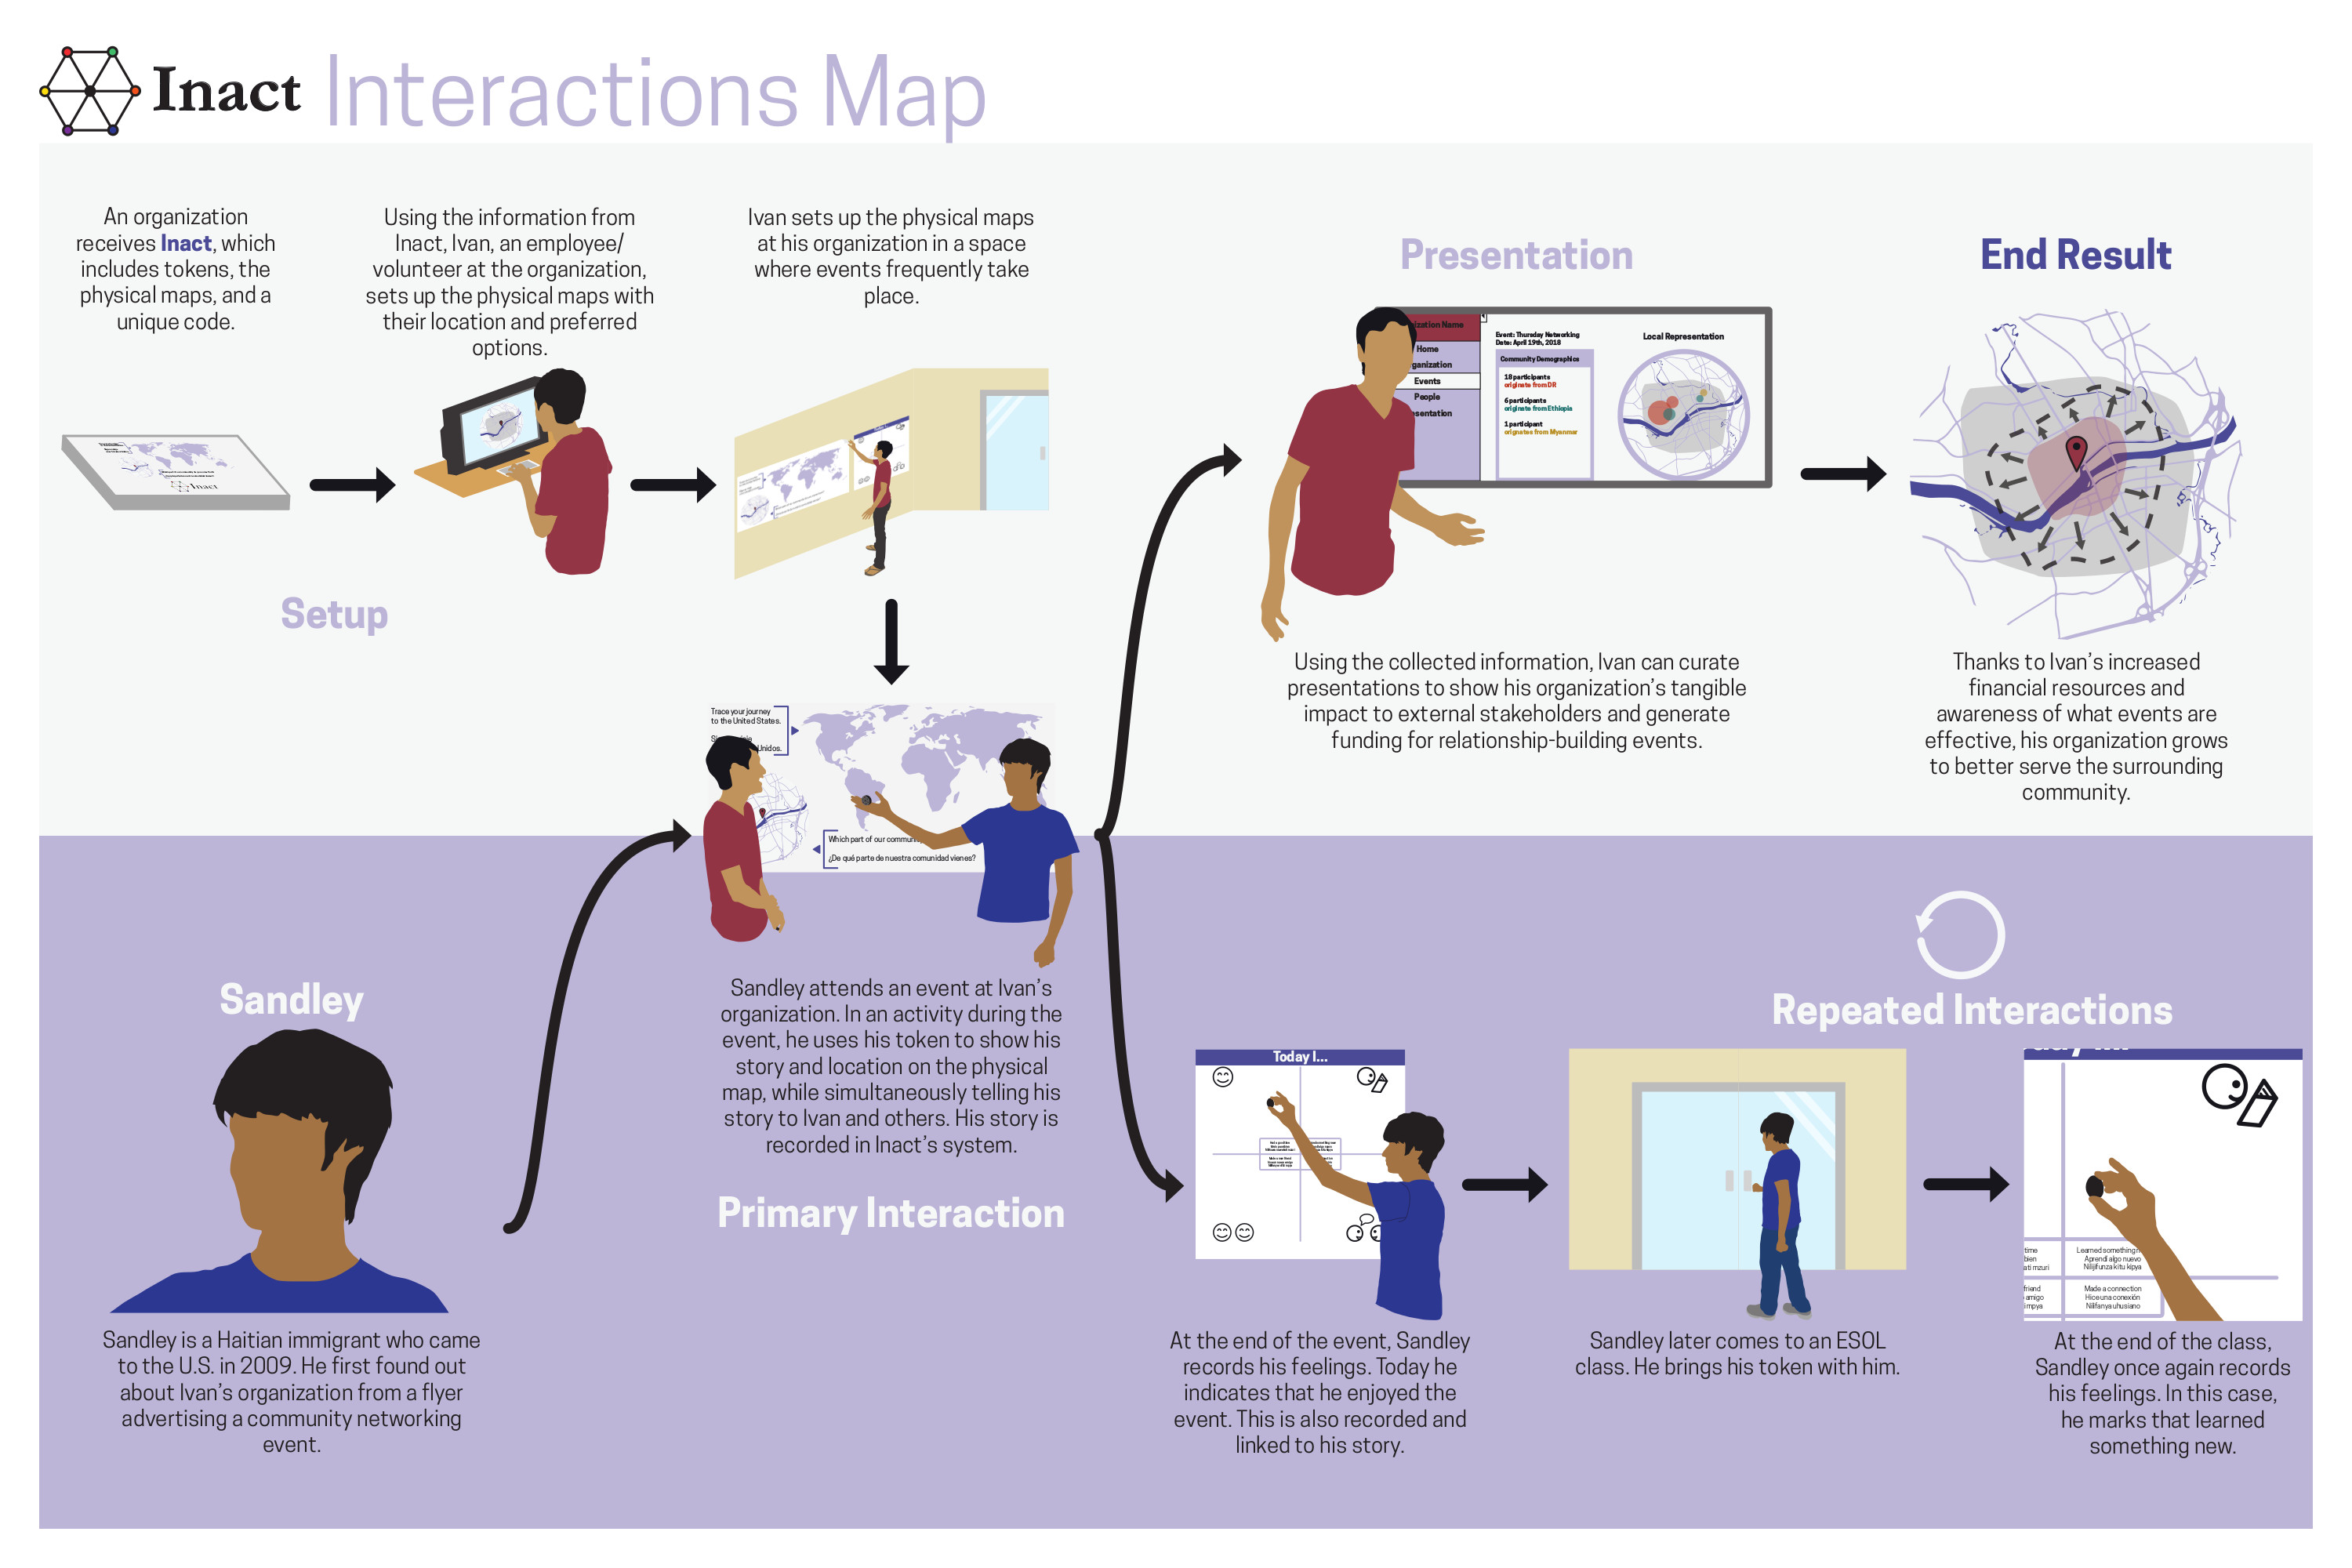 Inact Interactions Map
An organization
receives Inact, which
includes tokens, the
physical maps, and a
unique code.
Using the information from
Inact, Ivan, an employee/
volunteer at the organization,
sets up the physical maps with
their location and preferred
options.
Ivan sets up the physical maps
at his organization in a space
where events frequently take
place.
Inact
Setup
Presentation
ization Name
Home
ganization
Events
People
sentation
Event: Thursday Networking
Date: April 19th, 2018
Community Demographics
18 participants
originate from DR
6 participants
originate from Ethiopia
1 participant
orignates from Myanmar
Local Representation
Using the collected information, Ivan can curate
presentations to show his organization's tangible
impact to external stakeholders and generate
funding for relationship-building events.
End Result
Thanks to Ivan's increased
financial resources and
awareness of what events are
effective, his organization grows
to better serve the surrounding
community.
Trace your journey
to the United States.
Unidos.
Which part of our commun
¿De qué parte de nuestra comunidad vienes?
Sandley attends an event at Ivan's
organization. In an activity during the
event, he uses his token to show his
story and location on the physical
map, while simultaneously telling his
story to Ivan and others. His story is
recorded in Inact's system.
Primary Interaction
Sandley
Sandley is a Haitian immigrant who came
to the U.S. in 2009. He first found out
about Ivan's organization from a flyer
advertising a community networking
event.
Today I...
At the end of the event, Sandley
records his feelings. Today he
indicates that he enjoyed the
event. This is also recorded and
linked to his story.
Sandley later comes to an ESOL
class. He brings his token with him.
Repeated Interactions
time
bien
ati mzuri
Learned something n
Aprendí algo nuevo
Nilijifunza kitu kipya
friend
amigo
impya
Made a connection
Hice una conexión
Nilifanya uhusiano
At the end of the class,
Sandley once again records
his feelings. In this case,
he marks that learned
something new.